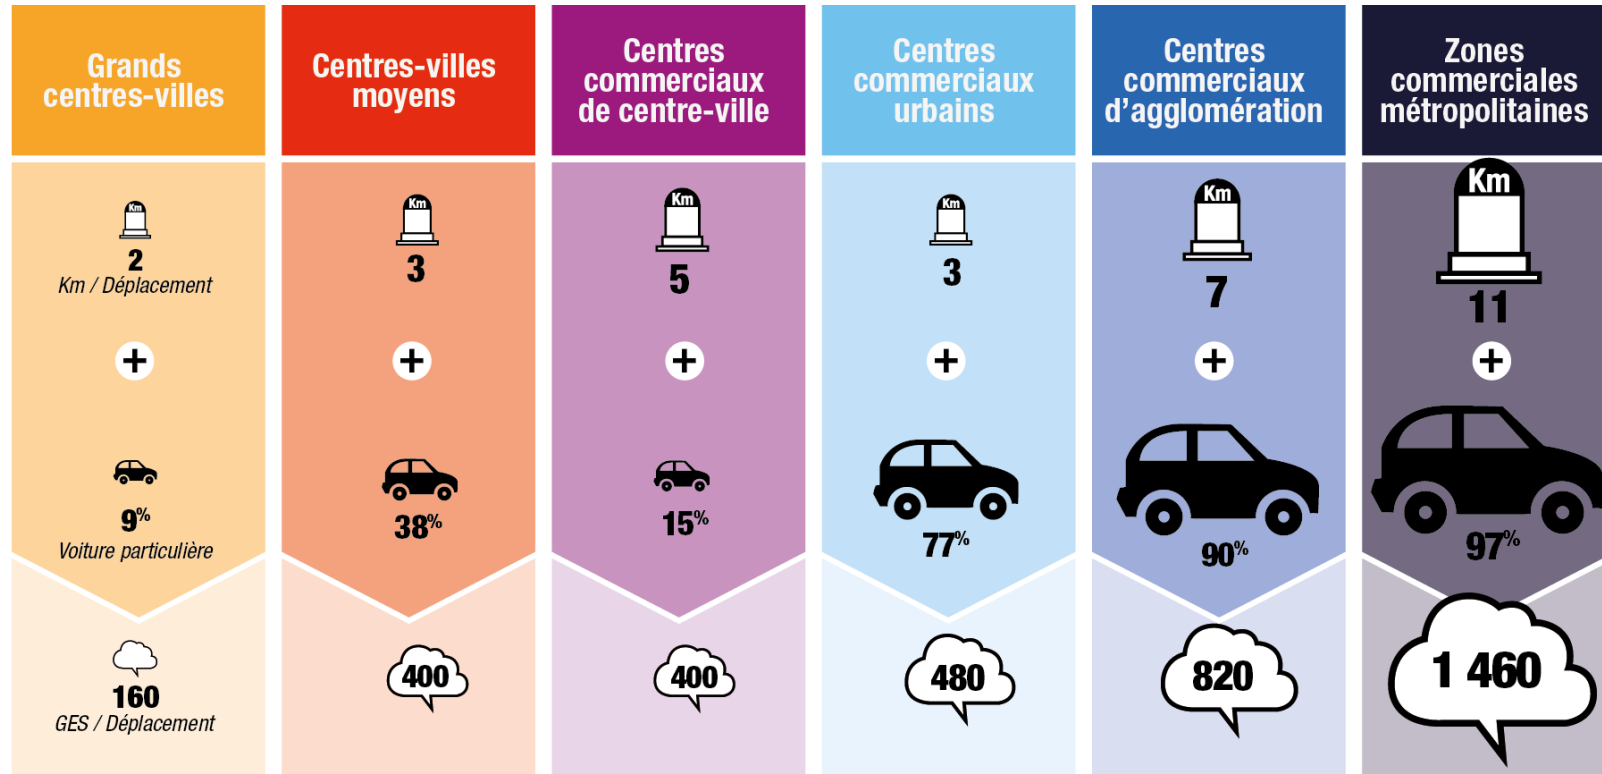 Grands
centres-villes
Centres-villes
moyens
Centres
commerciaux
de centre-ville
Centres
commerciaux
urbains
Centres
commerciaux
d’agglomération
Zones
commerciales
métropolitaines
Km
2
Km / Déplacement
Km
3
Km
5
Km
3
Km
7
Km
11
+
+
+
+
+
+
9%
Voiture particulière
38%
15%
77%
90%
97%
160
GES / Déplacement
400
400
480
820
1 460